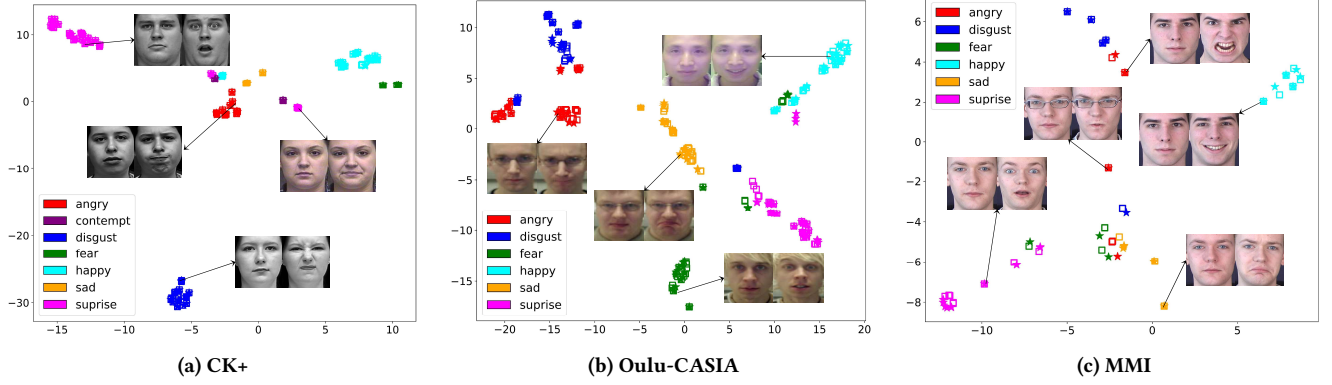 10
0
−10
−20
−30
−15
−10
−5
0
5
10
angry
contempt
disgust
fear
happy
sad
suprise
(a) CK+
10
5
0
−5
−10
−15
−20
−15
−10
−5
0
5
10
15
20
angry
disgust
fear
happy
sad
suprise
(b) Oulu-CASIA
6
4
2
0
−2
−4
−6
−8
−10
−5
0
5
angry
disgust
fear
happy
sad
suprise
(c) MMI